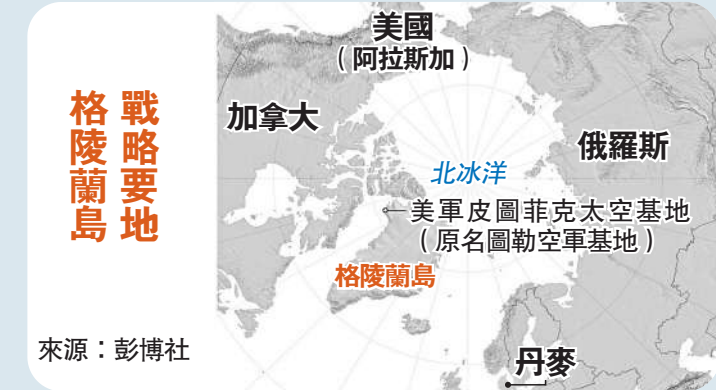 戰略要地
格陵蘭島
來源：彭博社
美國
（阿拉斯加）
加拿大
俄羅斯
北冰洋
美軍皮圖菲克太空基地
（原名圖勒空軍基地）
格陵蘭島
丹麥